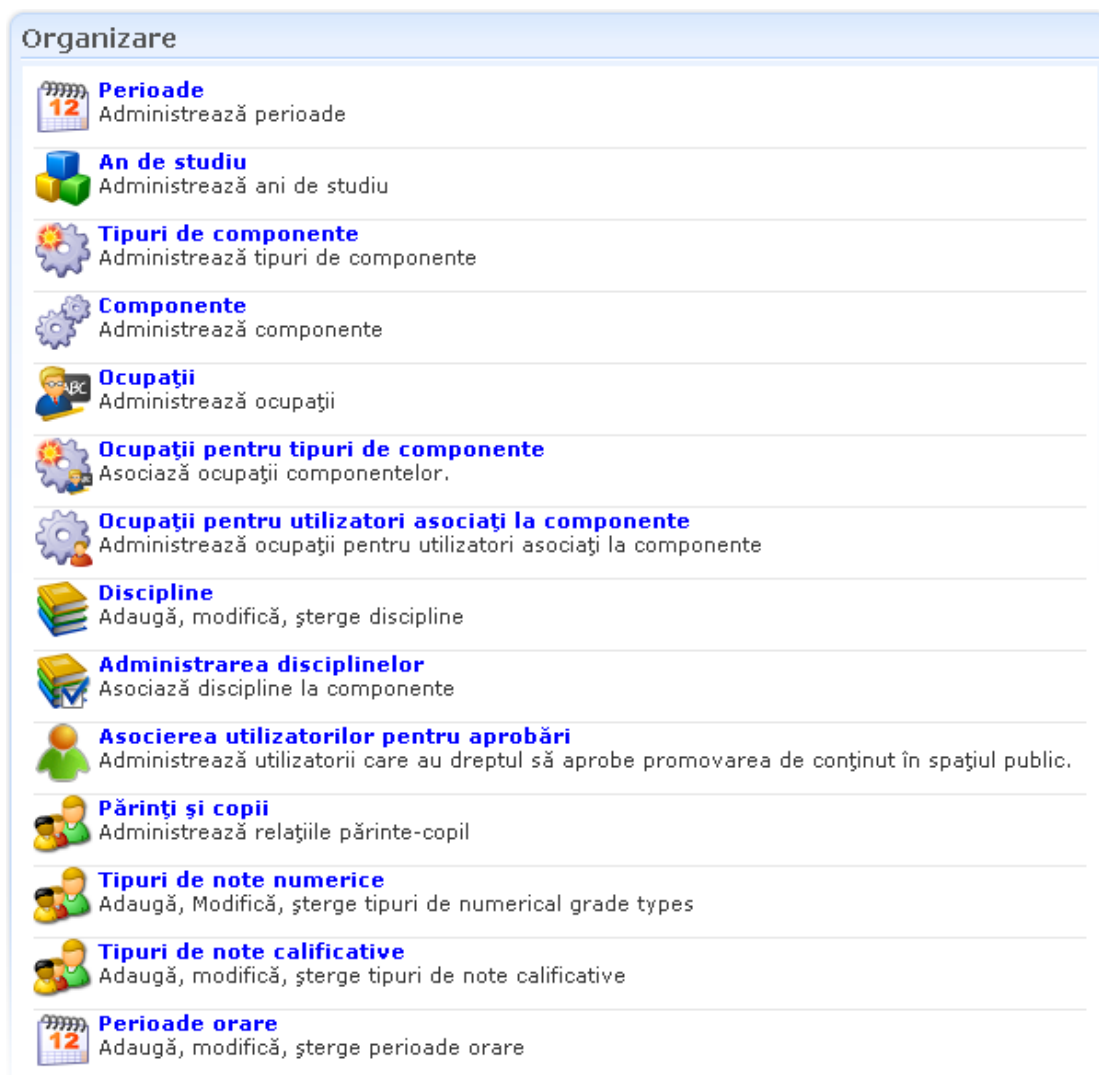 Organizare
Perioade
12
Administrează perioade
An de studiu
Administrează ani de studiu
Tipuri de componente
Administrează tipuri de componente
Componente
Administrează componente
Ocupaţii
ABC
Administrează ocupaţii
Ocupaţii pentru tipuri de componente
Asociază ocupaţii componentelor.
Ocupaţii pentru utilizatori asociaţi la componente
Administrează ocupaţii pentru utilizatori asociaţi la componente
Discipline
Adaugă, modifică, şterge discipline
Administrarea disciplinelor
Asociază discipline la componente
Asocierea utilizatorilor pentru aprobări
Administrează utilizatorii care au dreptul să aprobe promovarea de conţinut în spaţiul public.
Părinţi şi copii
Administrează relaţiile părinte-copil
Tipuri de note numerice
Adaugă, Modifică, şterge tipuri de numerical grade types
Tipuri de note calificative
Adaugă, modifică, şterge tipuri de note calificative
Perioade orare
12
Adaugă, modifică, şterge perioade orare